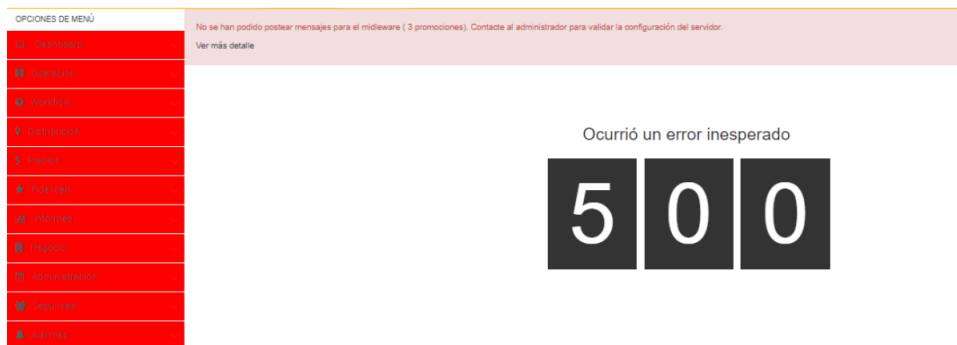 OPCIONES DE MENÚ
No se han podido postear mensajes para el midleware ( 3 promociones). Contacte al administrador para validar la configuración del servidor.
Ver más detalle
Dashboard
Operación
Workflow
Distribución
$ Precios
Informes
Negocio
Administración
Seguridad
Alarmas
Ocurrió un error inesperado
500